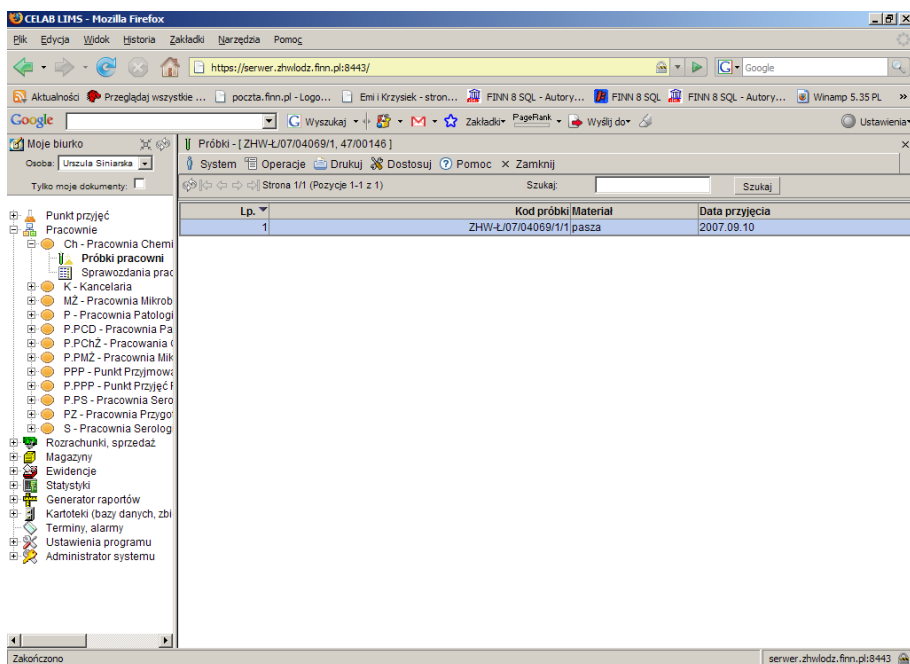 CELAB LIMS - Mozilla Firefox
Plik Edycja Widok Historia Zakładki Narzędzia Pomoc
https://serwer.zhwlodz.finn.pl:8443/ G Google
Aktualności Przeglądaj wszystkie ... poczta.finn.pl - Logo... Emi i Krzysiek - stron... FINN 8 SQL - Autory... FINN 8 SQL FINN 8 SQL - Autory... Winamp 5.35 PL »
Google G Wyszukaj Zakładki PageRank Wyślij do Ustawienia
Moje biurko Próbki - [ ZHW-Ł/07/04069/1, 47/00146 ] x
Osoba: Urszula Siniarska System Operacje Drukuj Dostosuj Pomoc x Zamknij
Tylko moje dokumenty: Strona 1/1 (Pozycje 1-1 z 1) Szukaj: Szukaj
Lp. Kod próbki Materiał Data przyjęcia
1 ZHW-Ł/07/04069/1/1 pasza 2007.09.10
Punkt przyjęć
Pracownie
Ch - Pracownia Chemi
Próbki pracowni
Sprawozdania prac
K - Kancelaria
MŻ - Pracownia Mikrob
P - Pracownia Patologi
P.PCD - Pracownia Pa
P.PChŻ - Pracowania
P.PMŻ - Pracownia Mik
PPP - Punkt Przyjmowa
P.PPP - Punkt Przyjęć
P.PS - Pracownia Sero
PZ - Pracownia Przygo
S - Pracownia Serolog
Rozrachunki, sprzedaż
Magazyny
Ewidencje
Statystyki
Generator raportów
Kartoteki (bazy danych, zbi
Terminy, alarmy
Ustawienia programu
Administrator systemu
Zakończono serwer.zhwlodz.finn.pl:8443